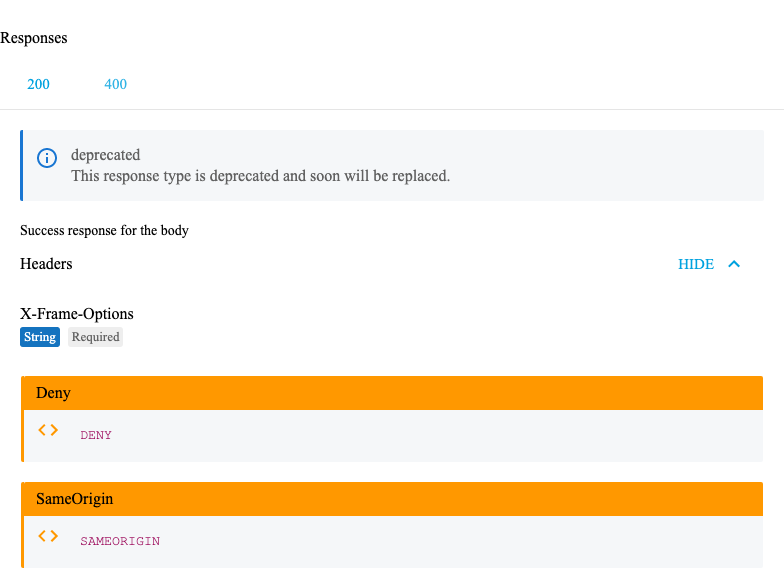 Responses
200 400
deprecated
This response type is deprecated and soon will be replaced.
Success response for the body
Headers HIDE
X-Frame-Options
String Required
Deny
DENY
SameOrigin
SAMEORIGIN